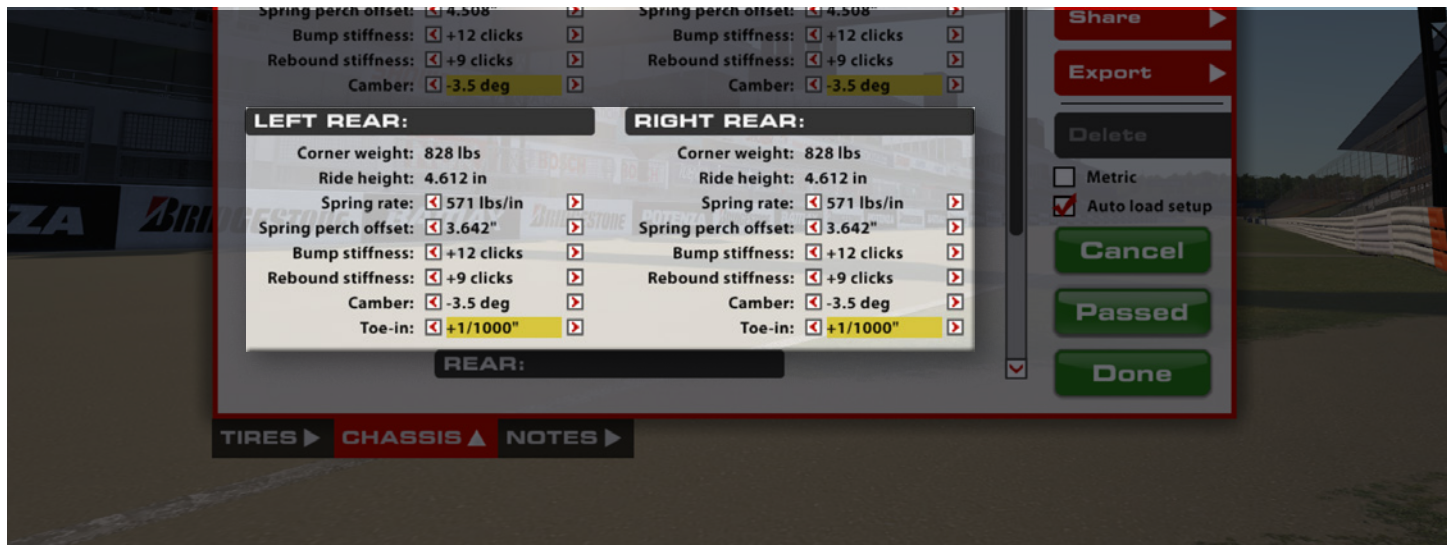 Spring perch offset: 4.508" Spring perch offset: 4.508"
Bump stiffness: +12 clicks Bump stiffness: +12 clicks
Rebound stiffness: +9 clicks Rebound stiffness: +9 clicks
Camber: -3.5 deg Camber: -3.5 deg
LEFT REAR:
Corner weight: 828 lbs
Ride height: 4.612 in
Spring rate: 571 lbs/in
Spring perch offset: 3.642"
Bump stiffness: +12 clicks
Rebound stiffness: +9 clicks
Camber: -3.5 deg
Toe-in: +1/1000"
RIGHT REAR:
Corner weight: 828 lbs
Ride height: 4.612 in
Spring rate: 571 lbs/in
Spring perch offset: 3.642"
Bump stiffness: +12 clicks
Rebound stiffness: +9 clicks
Camber: -3.5 deg
Toe-in: +1/1000"
REAR:
Share
Export
Delete
Metric
Auto load setup
Cancel
Passed
Done
TIRES CHASSIS NOTES
ZA BRIDGESTONE POTENZA BRIDGESTONE POTENZA
BOSCH